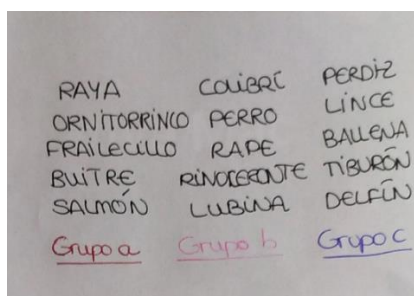 RAYA
ORNITORRINCO
FRAILECILLO
BUITRE
SALMÓN
Grupo a
COLIBRÍ
PERRO
RAPE
RINOCERONTE
LUBINA
Grupo b
PERDIZ
LINCE
BALLENA
TIBURÓN
DELFÍN
Grupo c